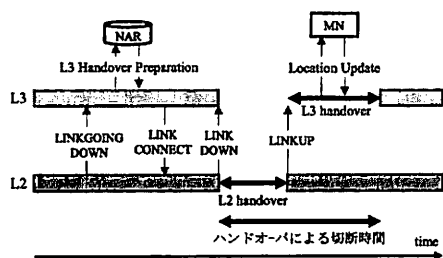 NAR
MN
L3 Handover Preparation
Location Update
L3
L3 handover
LINKGOING DOWN
LINK CONNECT
LINK DOWN
LINKUP
L2
L2 handover
ハンドオーバによる切断時間
time